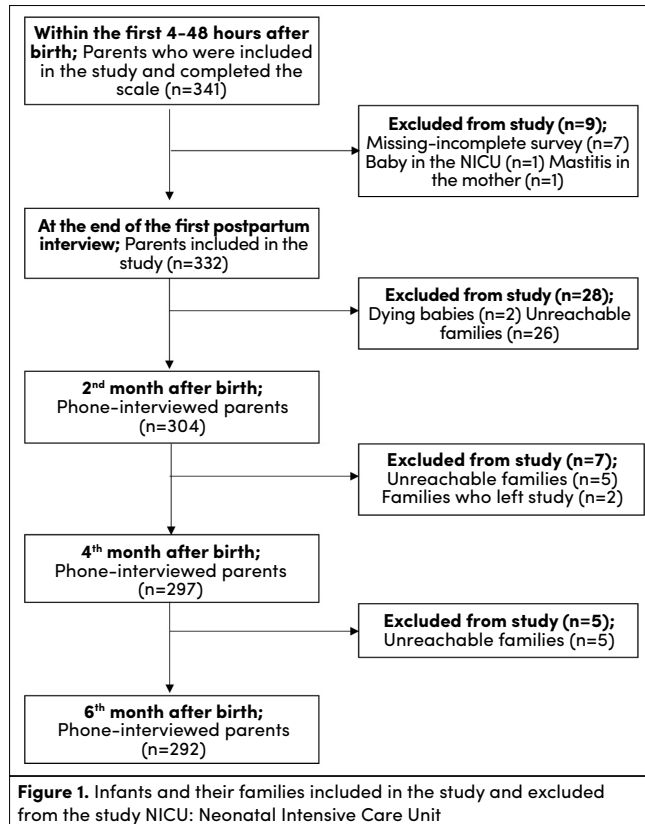 Within the first 4-48 hours after
birth; Parents who were included
in the study and completed the
scale (n=341)
Excluded from study (n=9);
Missing-incomplete survey (n=7)
Baby in the NICU (n=1) Mastitis in
the mother (n=1)
At the end of the first postpartum
interview; Parents included in the
study (n=332)
Excluded from study (n=28);
Dying babies (n=2) Unreachable
families (n=26)
2nd month after birth;
Phone-interviewed parents
(n=304)
Excluded from study (n=7);
Unreachable families (n=5)
Families who left study (n=2)
4th month after birth;
Phone-interviewed parents
(n=297)
Excluded from study (n=5);
Unreachable families (n=5)
6th month after birth;
Phone-interviewed parents
(n=292)
Figure 1. Infants and their families included in the study and excluded
from the study NICU: Neonatal Intensive Care Unit